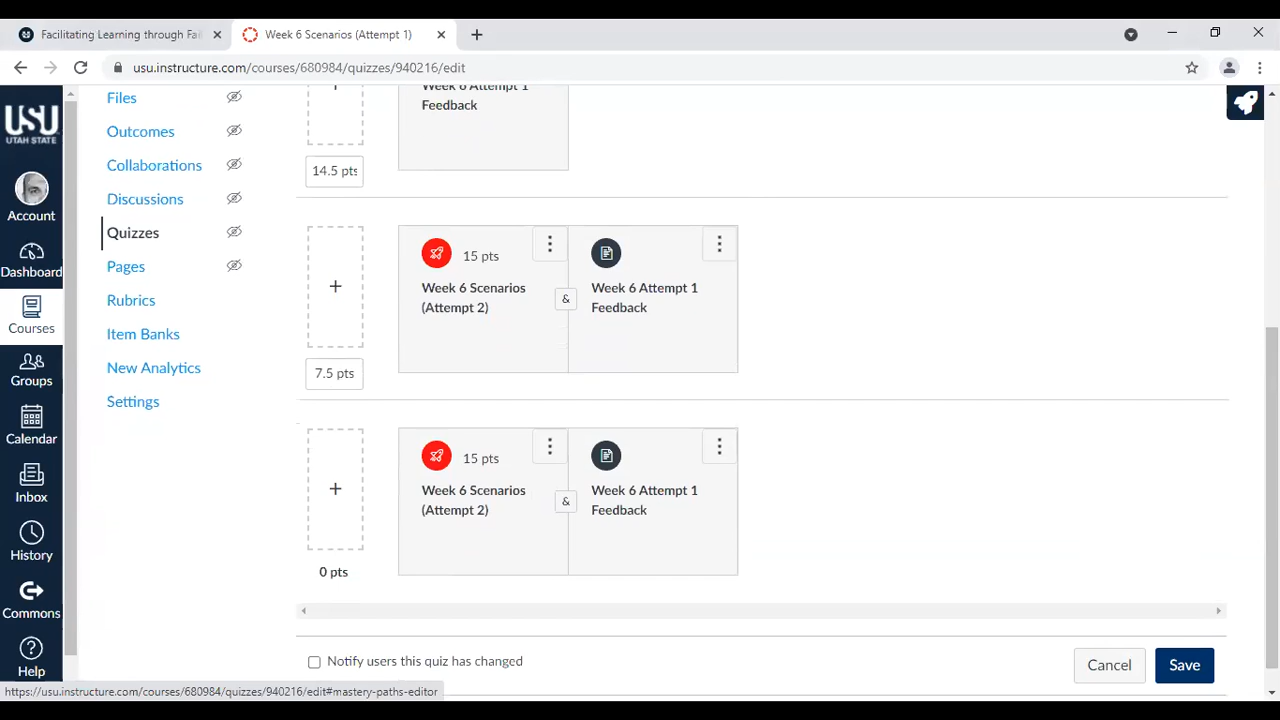 Facilitating Learning through Fai
Week 6 Scenarios (Attempt 1)
usu.instructure.com/courses/680984/quizzes/940216/edit
USU
UTAH STATE
Account
Dashboard
Courses
Groups
Calendar
Inbox
History
Commons
Help
Files
Outcomes
Collaborations
Discussions
Quizzes
Pages
Rubrics
Item Banks
New Analytics
Settings
Week 6 Attempt 1
Feedback
+
14.5 pts
+
7.5 pts
15 pts
Week 6 Scenarios
(Attempt 2)
&
Week 6 Attempt 1
Feedback
+
0 pts
15 pts
Week 6 Scenarios
(Attempt 2)
&
Week 6 Attempt 1
Feedback
Notify users this quiz has changed
Cancel
Save
https://usu.instructure.com/courses/680984/quizzes/940216/edit#mastery-paths-editor